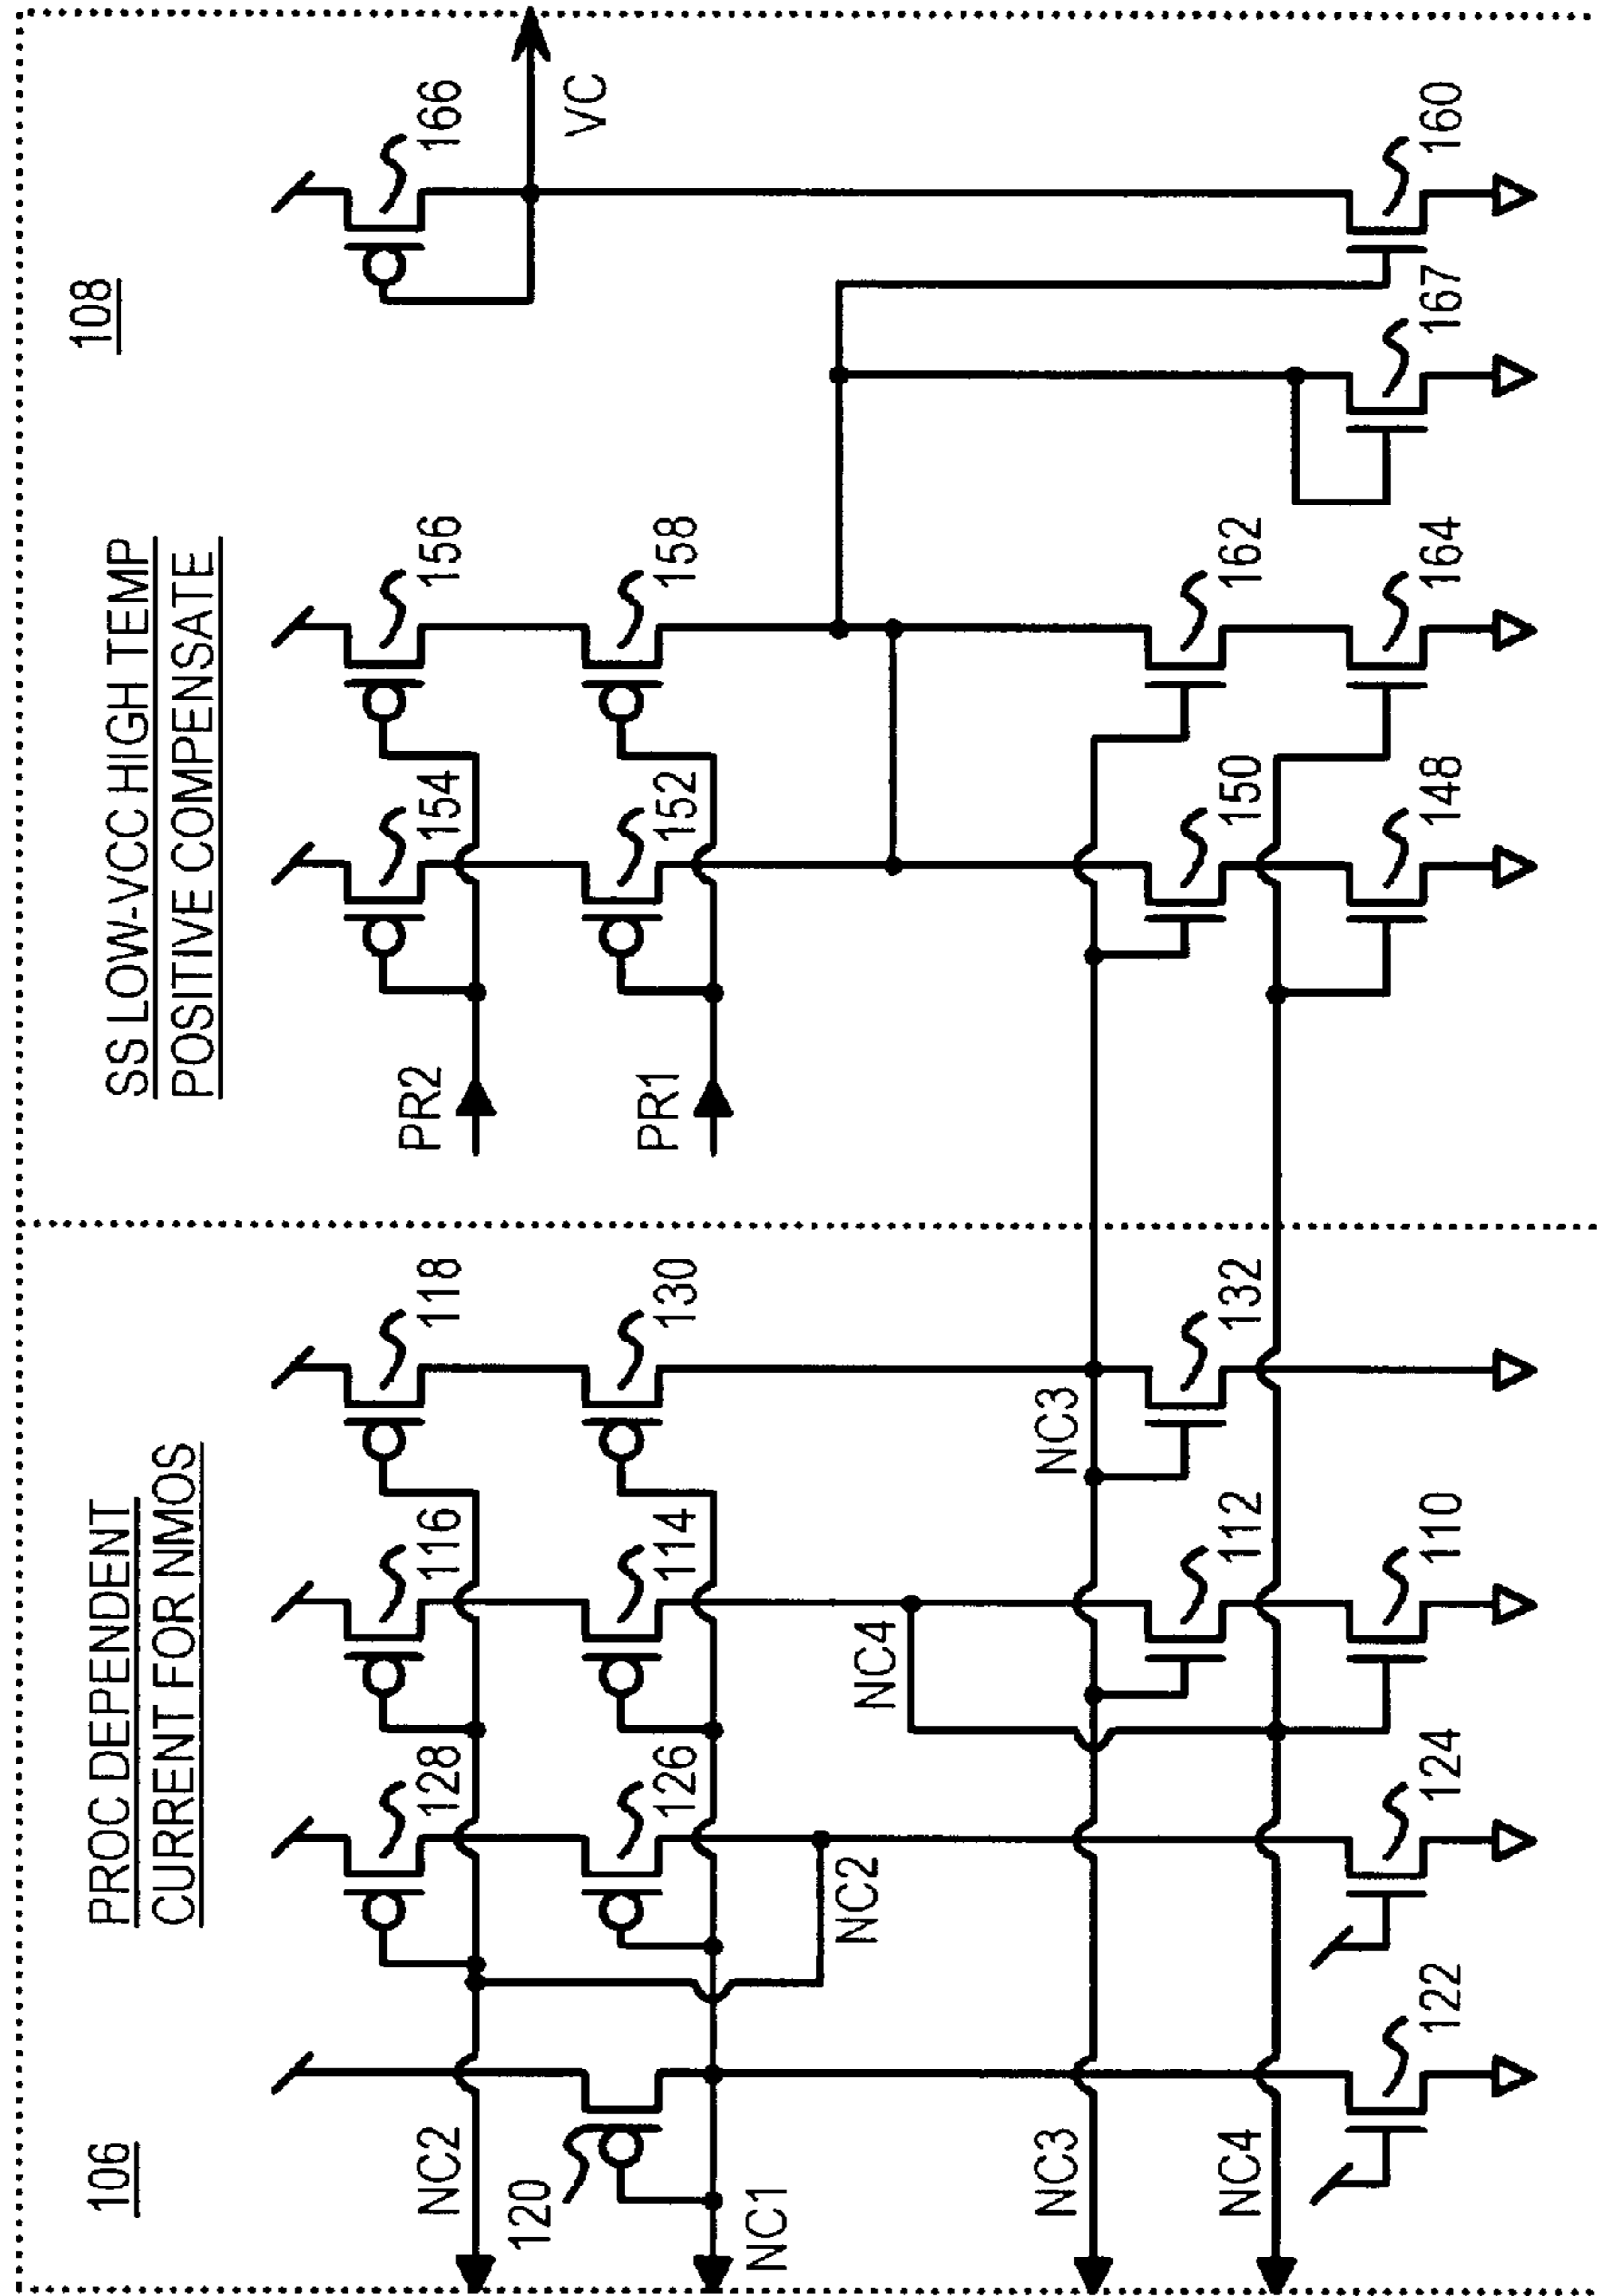 106
PROC DEPENDENT
CURRENT FOR NMOS
SS LOW-VCC HIGH TEMP
POSITIVE COMPENSATE
108
128
116
118
154
156
166
NC2
PR2
VC
120
126
114
130
152
158
NC1
PR1
NC2
NC4
NC3
NC3
112
132
150
162
NC4
122
124
110
148
164
167
160